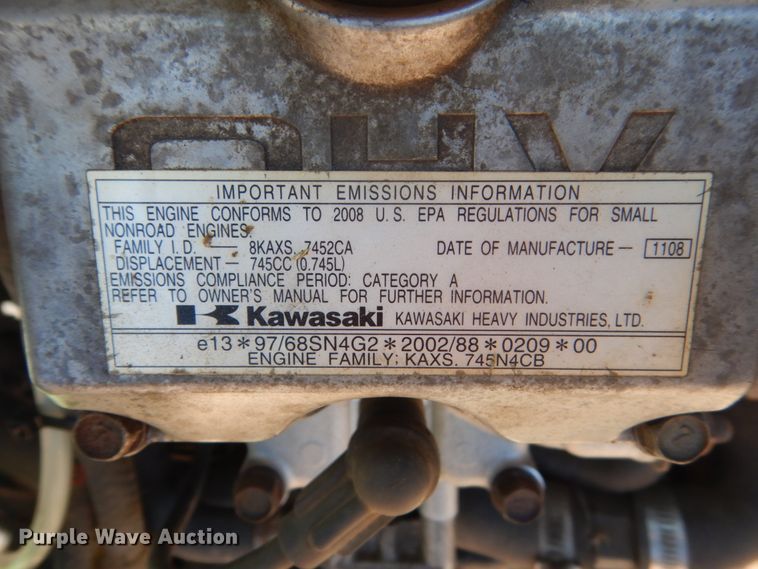 OHV
IMPORTANT EMISSIONS INFORMATION
THIS ENGINE CONFORMS TO 2008 U.S. EPA REGULATIONS FOR SMALL
NONROAD ENGINES.
FAMILY I.D. — 8KAXS. 7452CA DATE OF MANUFACTURE — 1108
DISPLACEMENT — 745CC (0.745L)
EMISSIONS COMPLIANCE PERIOD: CATEGORY A
REFER TO OWNER'S MANUAL FOR FURTHER INFORMATION.
Kawasaki KAWASAKI HEAVY INDUSTRIES, LTD.
e13*97/68SN4G2*2002/88*0209*00
ENGINE FAMILY: KAXS. 745N4CB
7
Purple Wave Auction®